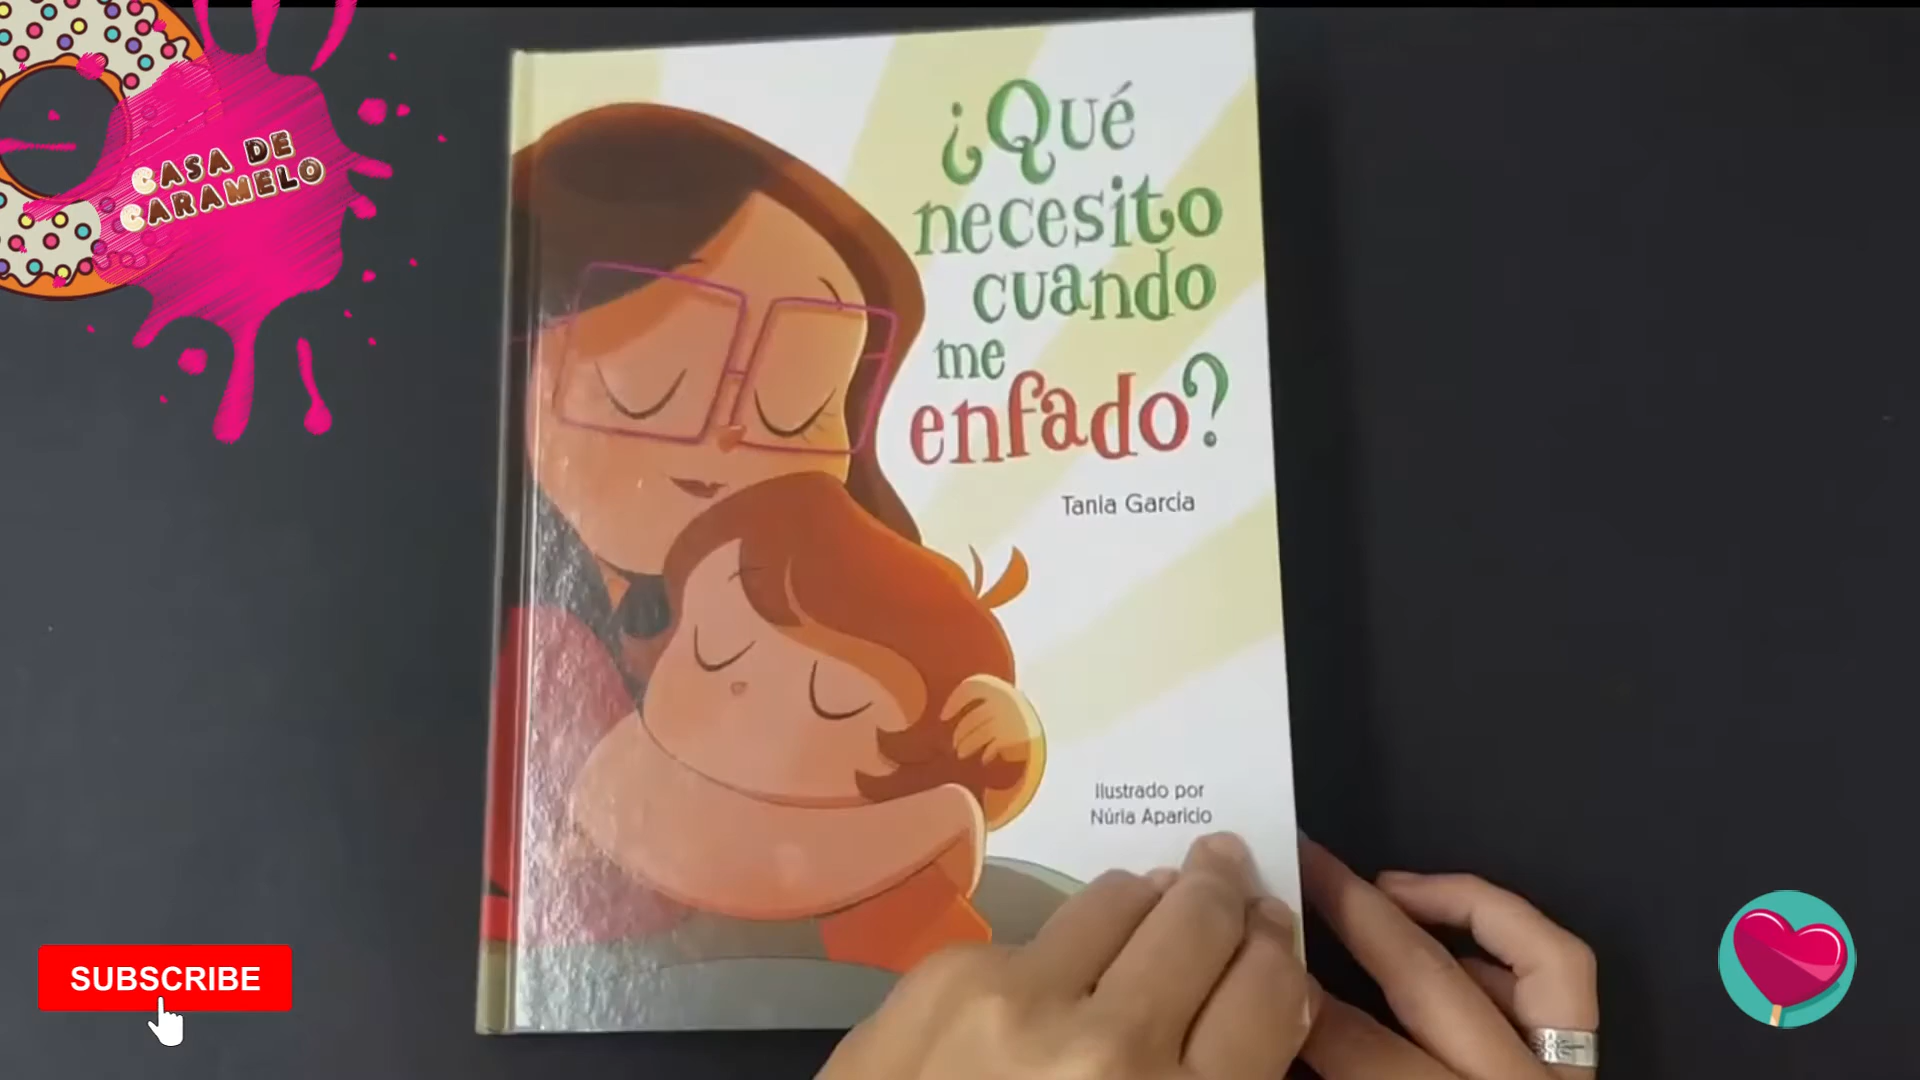 CASA DE
CARAMELO
¿Qué
necesito
cuando
me
enfado?
Tania García
Ilustrado por
Núria Aparicio
SUBSCRIBE